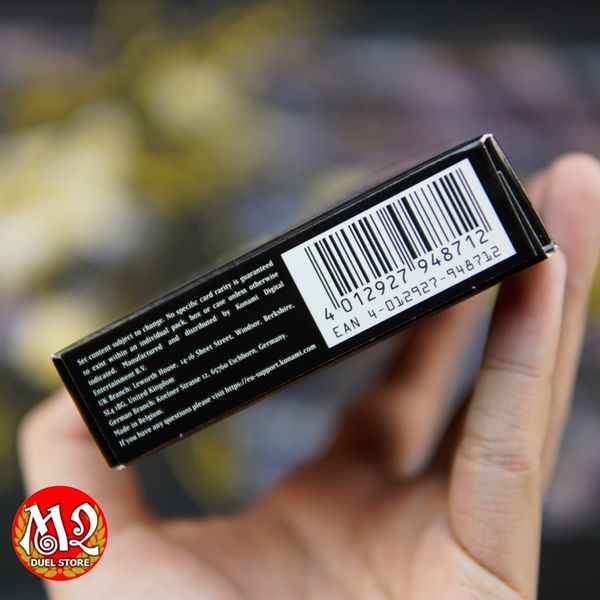 Set content subject to change. No specific card rarity is guaranteed
to exist within an individual pack, box or case unless otherwise
indicated. Manufactured and distributed by Konami Digital
Entertainment B.V.
UK Branch: Leworth House, 14-16 Sheet Street, Windsor, Berkshire,
SL4 1BG, United Kingdom
German Branch: Koelner Strasse 12, 65760 Eschborn, Germany.
Made in Belgium.
If you have any questions please visit https://eu-support.konami.com
4 012927 948712
EAN 4-012927-948712
M2
DUEL STORE